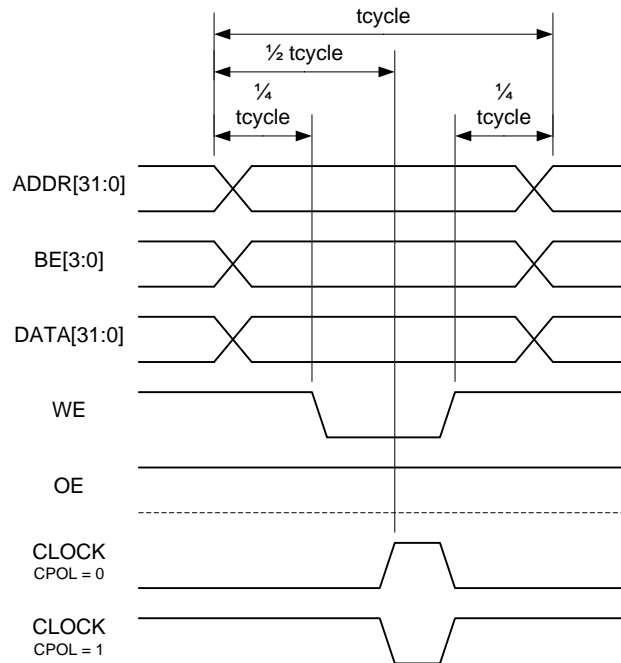 tcycle
½ tcycle
¼
tcycle
¼
tcycle
ADDR[31:0]
BE[3:0]
DATA[31:0]
WE
OE
CLOCK
CPOL = 0
CLOCK
CPOL = 1